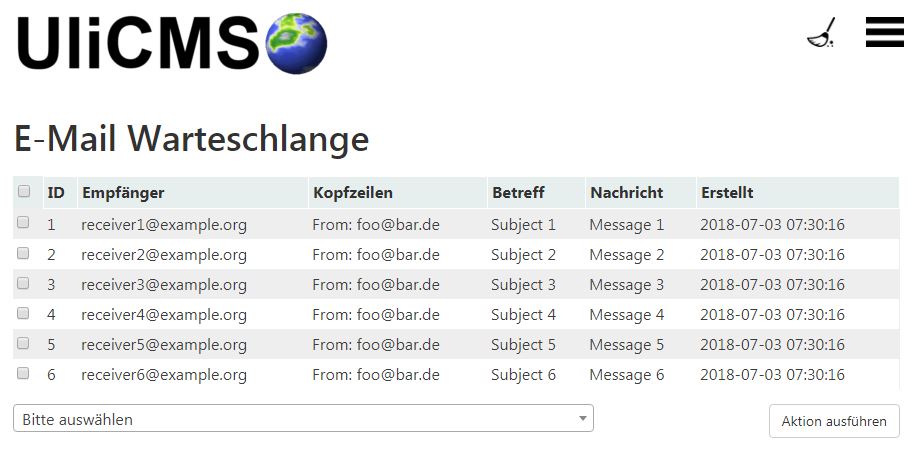 UliCMS
E-Mail Warteschlange
ID Empfänger Kopfzeilen Betreff Nachricht Erstellt
1 receiver1@example.org From: foo@bar.de Subject 1 Message 1 2018-07-03 07:30:16
2 receiver2@example.org From: foo@bar.de Subject 2 Message 2 2018-07-03 07:30:16
3 receiver3@example.org From: foo@bar.de Subject 3 Message 3 2018-07-03 07:30:16
4 receiver4@example.org From: foo@bar.de Subject 4 Message 4 2018-07-03 07:30:16
5 receiver5@example.org From: foo@bar.de Subject 5 Message 5 2018-07-03 07:30:16
6 receiver6@example.org From: foo@bar.de Subject 6 Message 6 2018-07-03 07:30:16
Bitte auswählen Aktion ausführen